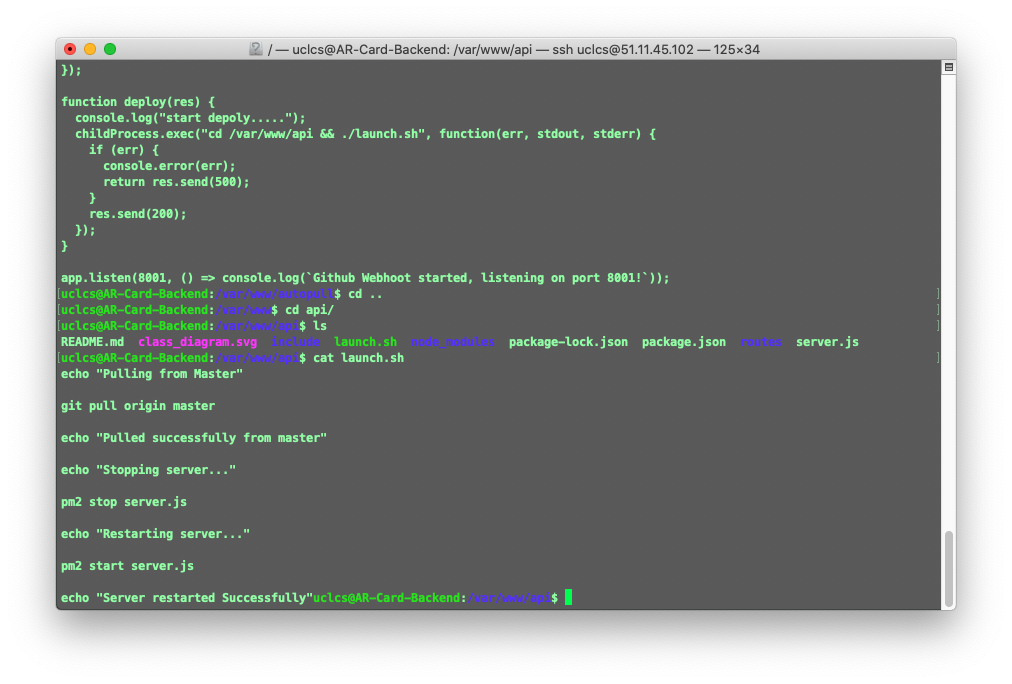 / — uclcs@AR-Card-Backend: /var/www/api — ssh uclcs@51.11.45.102 — 125×34
});
function deploy(res) {
  console.log("start depoly.....");
  childProcess.exec("cd /var/www/api && ./launch.sh", function(err, stdout, stderr) {
    if (err) {
      console.error(err);
      return res.send(500);
    }
    res.send(200);
  });
}
app.listen(8001, () => console.log(`Github Webhoot started, listening on port 8001!`));
[uclcs@AR-Card-Backend:/var/www/autopull$ cd .. ]
[uclcs@AR-Card-Backend:/var/www$ cd api/ ]
[uclcs@AR-Card-Backend:/var/www/api$ ls ]
README.md  class_diagram.svg  include  launch.sh  node_modules  package-lock.json  package.json  routes  server.js
[uclcs@AR-Card-Backend:/var/www/api$ cat launch.sh ]
echo "Pulling from Master"
git pull origin master
echo "Pulled successfully from master"
echo "Stopping server..."
pm2 stop server.js
echo "Restarting server..."
pm2 start server.js
echo "Server restarted Successfully"uclcs@AR-Card-Backend:/var/www/api$